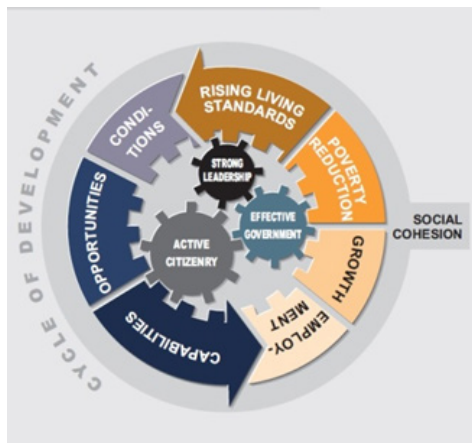 CYCLE OF DEVELOPMENT
RISING LIVING
STANDARDS
POVERTY
REDUCTION
GROWTH
EMPLOY-
MENT
CAPABILITIES
OPPORTUNITIES
CONDI-
TIONS
STRONG
LEADERSHIP
EFFECTIVE
GOVERNMENT
ACTIVE
CITIZENRY
SOCIAL
COHESION